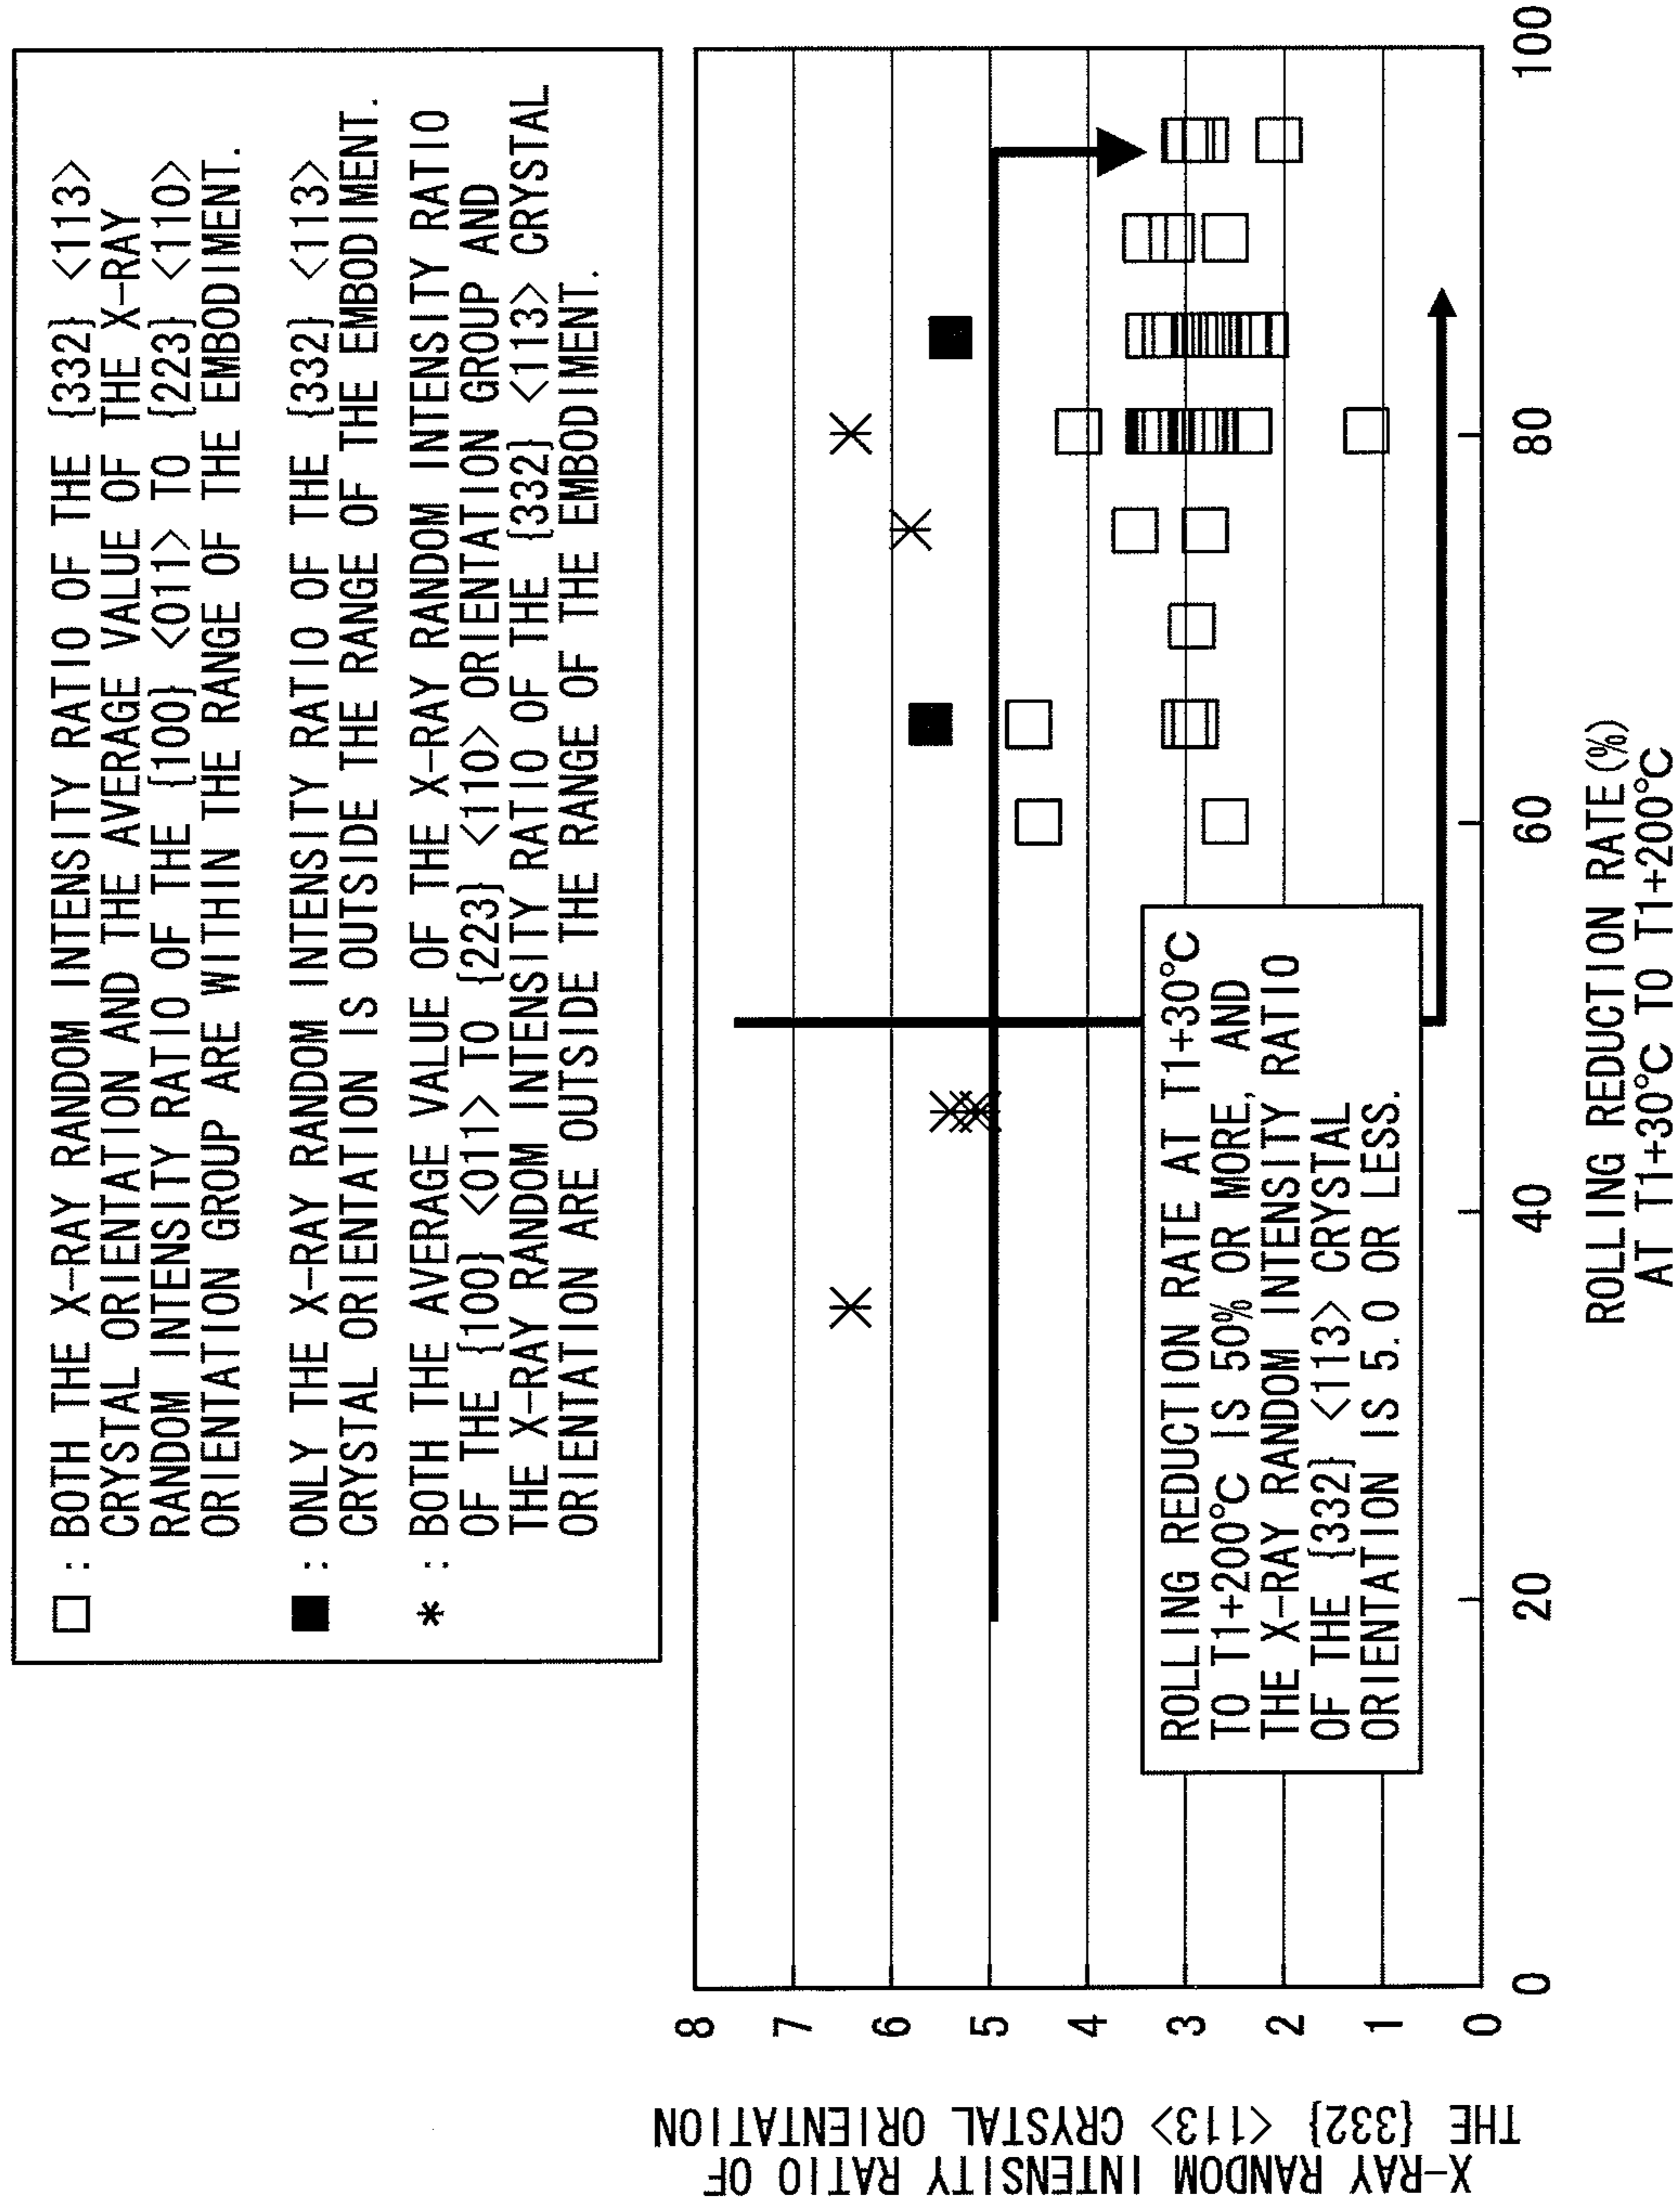 □ : BOTH THE X-RAY RANDOM INTENSITY RATIO OF THE {332} <113>
CRYSTAL ORIENTATION AND THE AVERAGE VALUE OF THE X-RAY
RANDOM INTENSITY RATIO OF THE {100} <011> TO {223} <110>
ORIENTATION GROUP ARE WITHIN THE RANGE OF THE EMBODIMENT.
■ : ONLY THE X-RAY RANDOM INTENSITY RATIO OF THE {332} <113>
CRYSTAL ORIENTATION IS OUTSIDE THE RANGE OF THE EMBODIMENT.
* : BOTH THE AVERAGE VALUE OF THE X-RAY RANDOM INTENSITY RATIO
OF THE {100} <011> TO {223} <110> ORIENTATION GROUP AND
THE X-RAY RANDOM INTENSITY RATIO OF THE {332} <113> CRYSTAL
ORIENTATION ARE OUTSIDE THE RANGE OF THE EMBODIMENT.
X-RAY RANDOM INTENSITY RATIO OF
THE {332} <113> CRYSTAL ORIENTATION
8
7
6
5
4
3
2
1
0
ROLLING REDUCTION RATE AT T1+30°C
TO T1+200°C IS 50% OR MORE, AND
THE X-RAY RANDOM INTENSITY RATIO
OF THE {332} <113> CRYSTAL
ORIENTATION IS 5.0 OR LESS.
0 20 40 60 80 100
ROLLING REDUCTION RATE (%)
AT T1+30°C TO T1+200°C